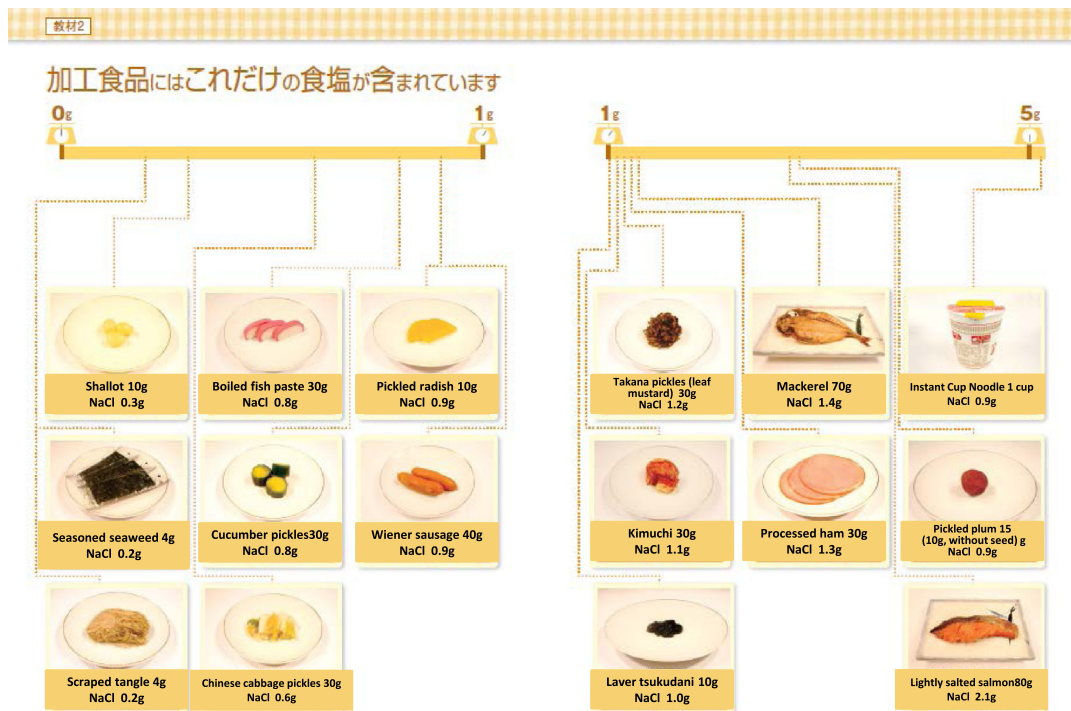 教材2
加工食品にはこれだけの食塩が含まれています
0g
1g
1g
5g
Shallot 10g
NaCl 0.3g
Boiled fish paste 30g
NaCl 0.8g
Pickled radish 10g
NaCl 0.9g
Takana pickles (leaf
mustard) 30g
NaCl 1.2g
Mackerel 70g
NaCl 1.4g
Instant Cup Noodle 1 cup
NaCl 0.9g
Seasoned seaweed 4g
NaCl 0.2g
Cucumber pickles30g
NaCl 0.8g
Wiener sausage 40g
NaCl 0.9g
Kimuchi 30g
NaCl 1.1g
Processed ham 30g
NaCl 1.3g
Pickled plum 15
(10g, without seed) g
NaCl 0.9g
Scraped tangle 4g
NaCl 0.2g
Chinese cabbage pickles 30g
NaCl 0.6g
Laver tsukudani 10g
NaCl 1.0g
Lightly salted salmon80g
NaCl 2.1g